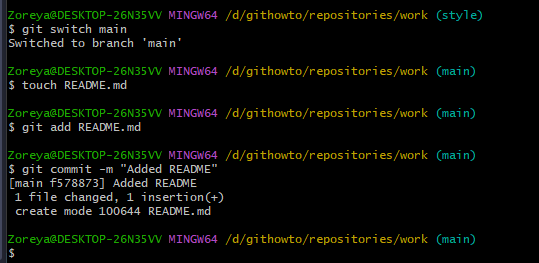 Zoreya@DESKTOP-26N35VV MINGW64 /d/githowto/repositories/work (style)
$ git switch main
Switched to branch 'main'
Zoreya@DESKTOP-26N35VV MINGW64 /d/githowto/repositories/work (main)
$ touch README.md
Zoreya@DESKTOP-26N35VV MINGW64 /d/githowto/repositories/work (main)
$ git add README.md
Zoreya@DESKTOP-26N35VV MINGW64 /d/githowto/repositories/work (main)
$ git commit -m "Added README"
[main f578873] Added README
 1 file changed, 1 insertion(+)
 create mode 100644 README.md
Zoreya@DESKTOP-26N35VV MINGW64 /d/githowto/repositories/work (main)
$